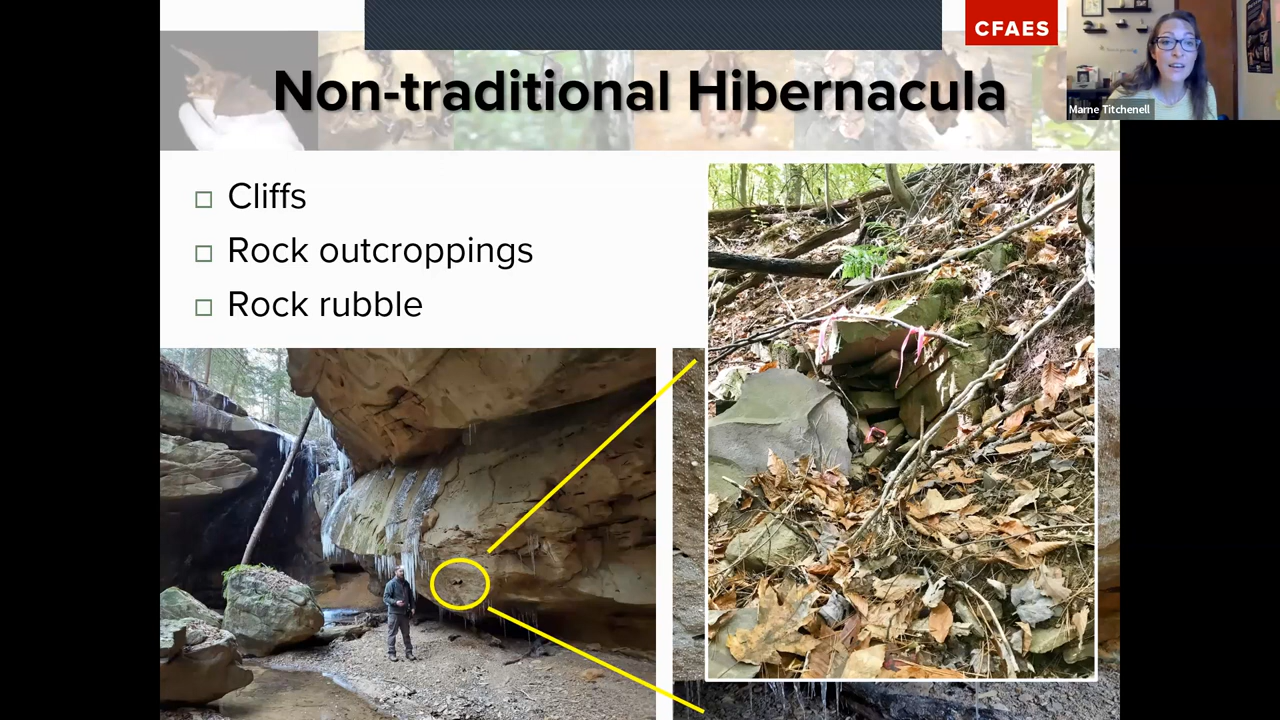 CFAES
Non-traditional Hibernacula
Marne Titchenell
Cliffs
Rock outcroppings
Rock rubble